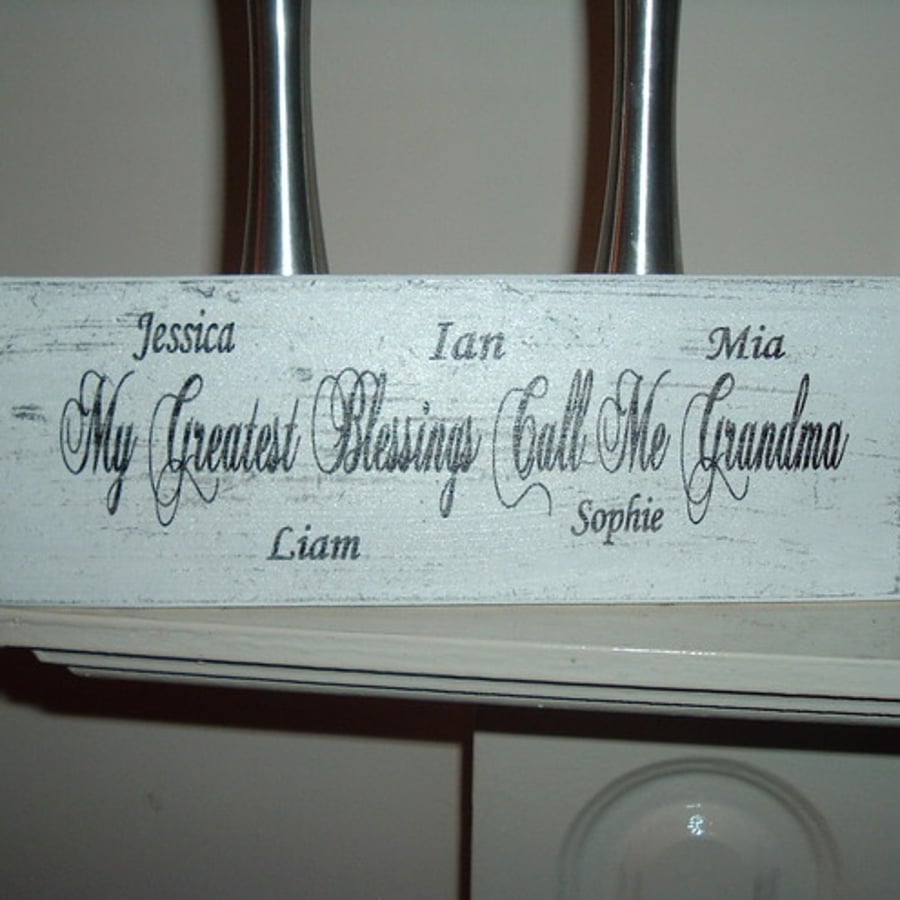 Jessica Ian Mia
My Greatest Blessings Call Me Grandma
Sophie
Liam